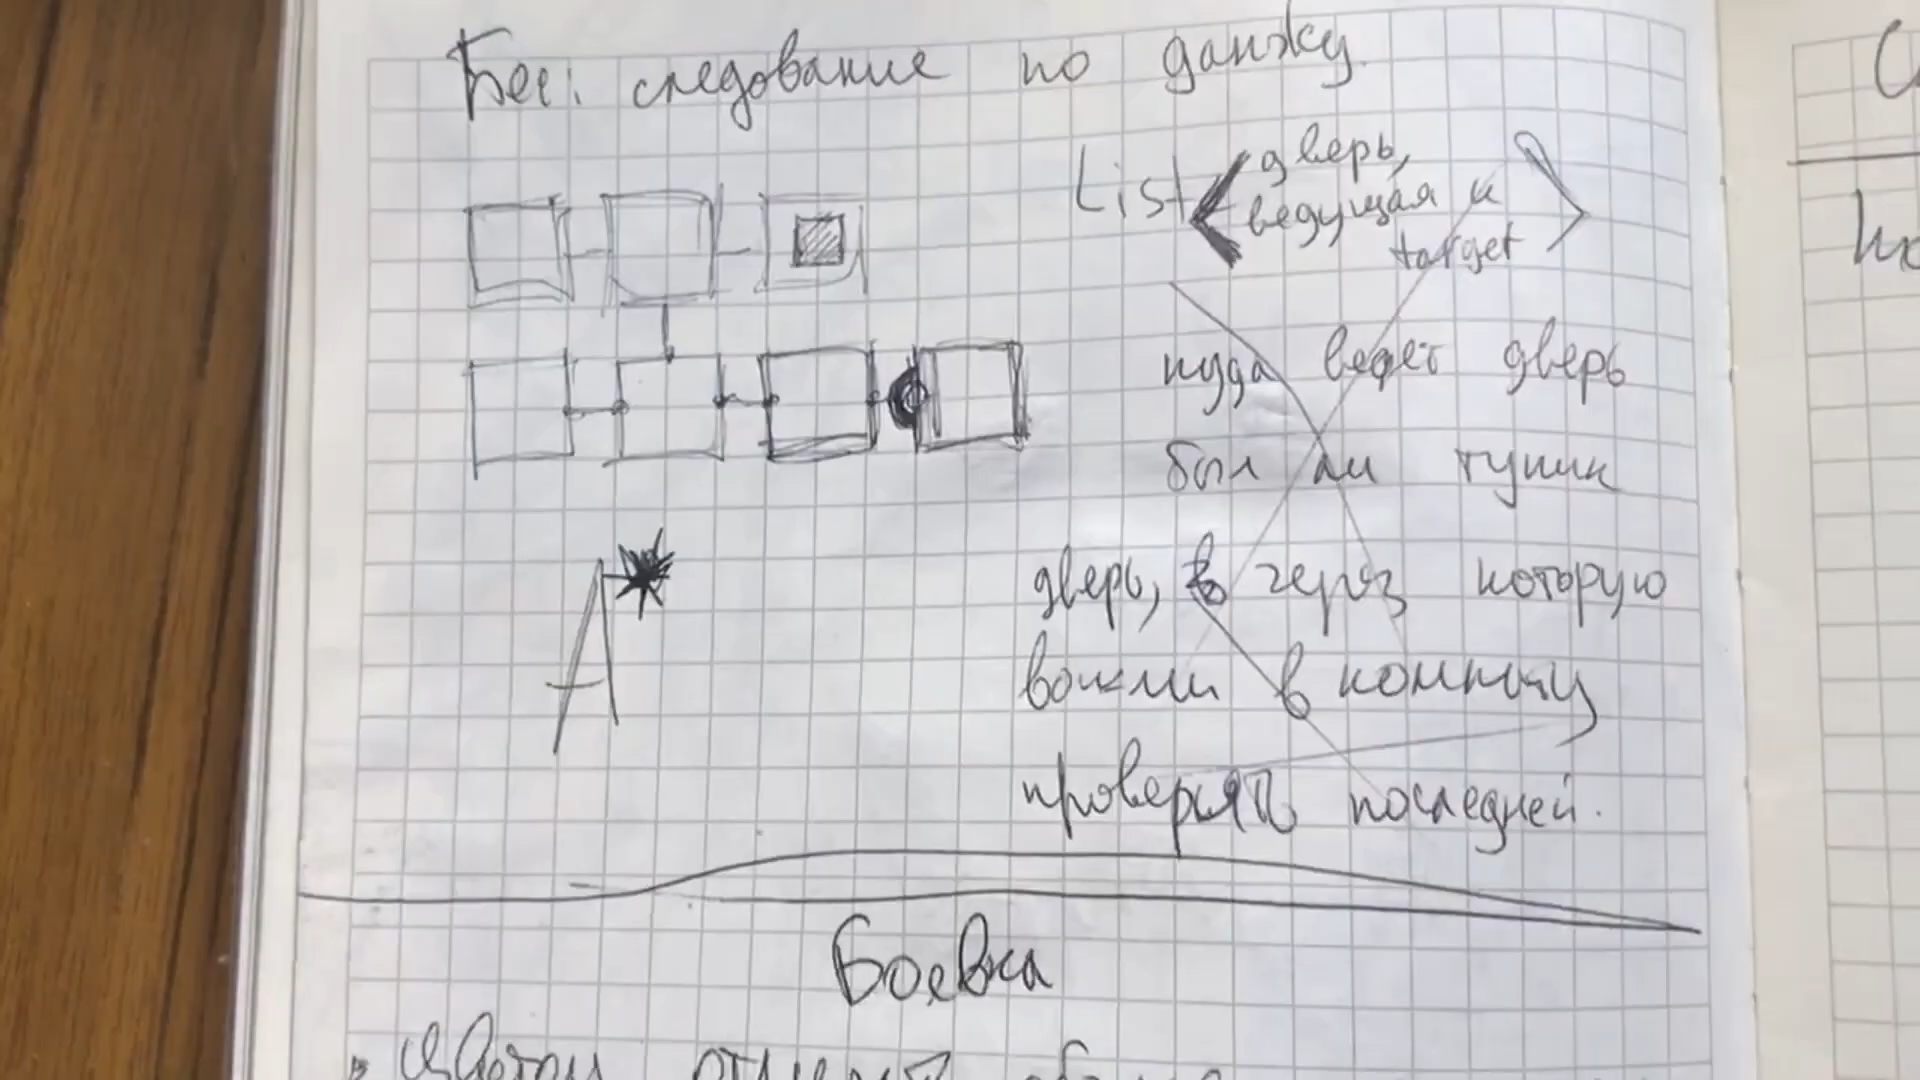 Бег: следование по данжу.
List <дверь,
ведущая к
target>
куда ведёт дверь
был ли тупик
дверь, через которую
вошли в комнату
проверять последней.
A*
Боевка